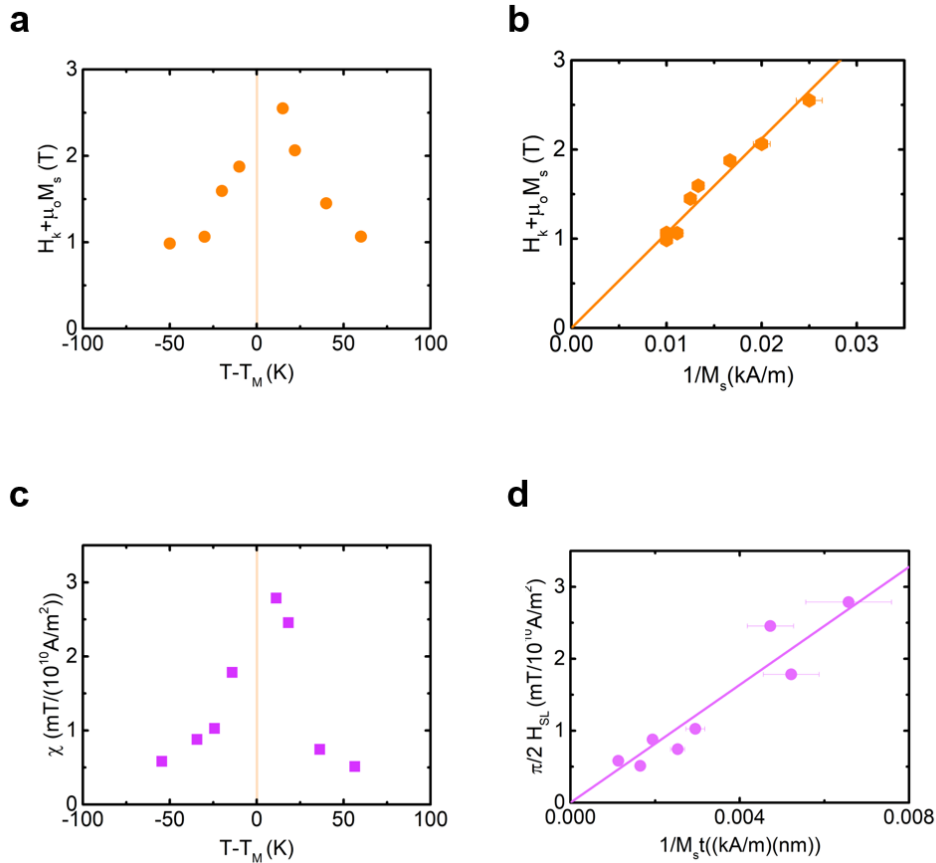 a
b
3
2
1
0
-100 -50 0 50 100
H_k+μ_oM_s (T)
T-T_M (K)
3
2
1
0
0.00 0.01 0.02 0.03
H_k+μ_oM_s (T)
1/M_s(kA/m)
c
d
3
2
1
0
-100 -50 0 50 100
χ (mT/(10^10A/m^2))
T-T_M (K)
3
2
1
0
0.000 0.004 0.008
π/2 H_SL (mT/10^10A/m^2)
1/M_st((kA/m)(nm))